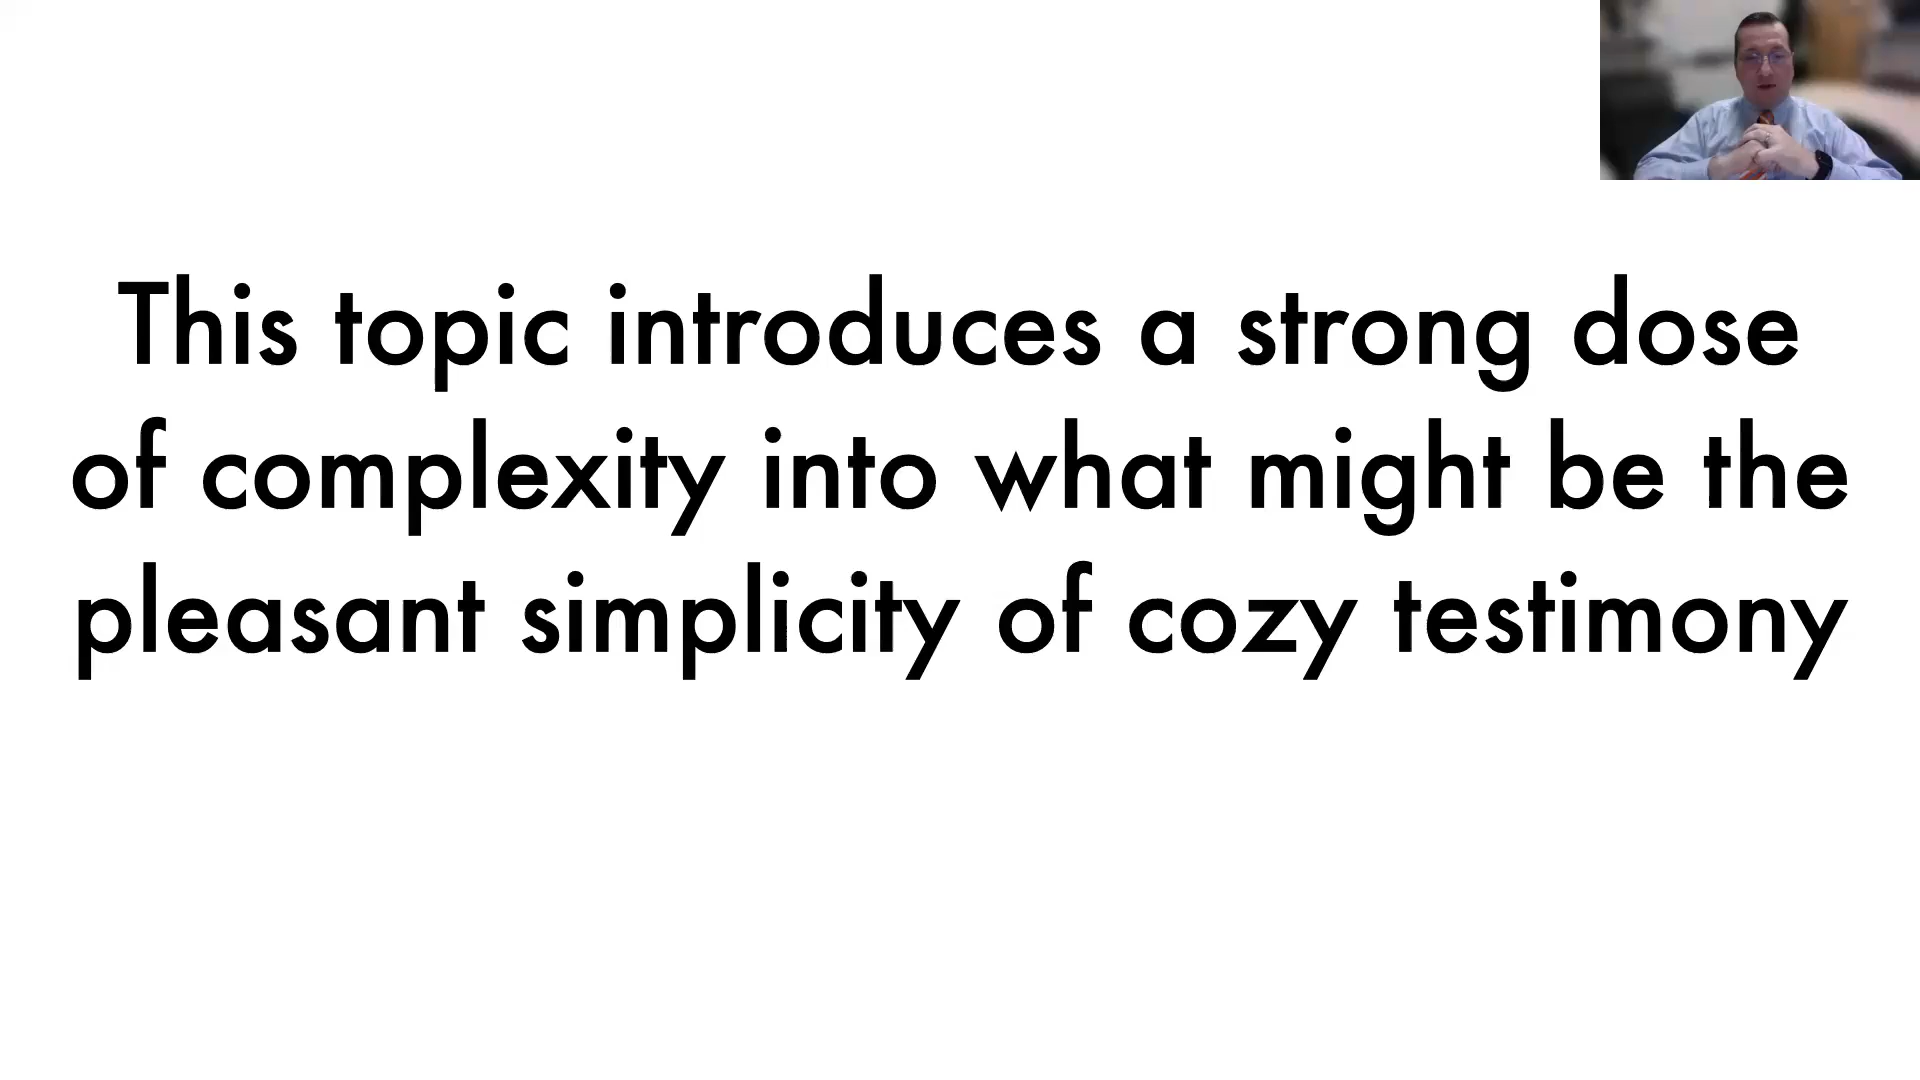 This topic introduces a strong dose
of complexity into what might be the
pleasant simplicity of cozy testimony